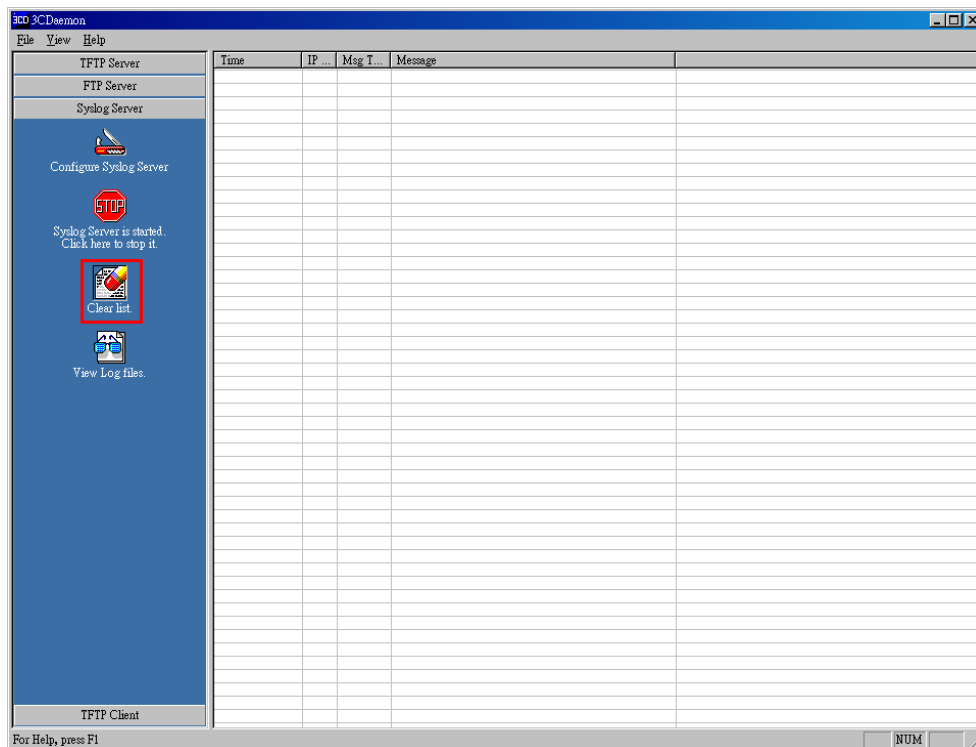 3CD 3CDaemon
File View Help
TFTP Server
FTP Server
Syslog Server
Configure Syslog Server
STOP
Syslog Server is started.
Click here to stop it.
Clear list.
View Log files.
TFTP Client
Time IP ... Msg T... Message
For Help, press F1
NUM